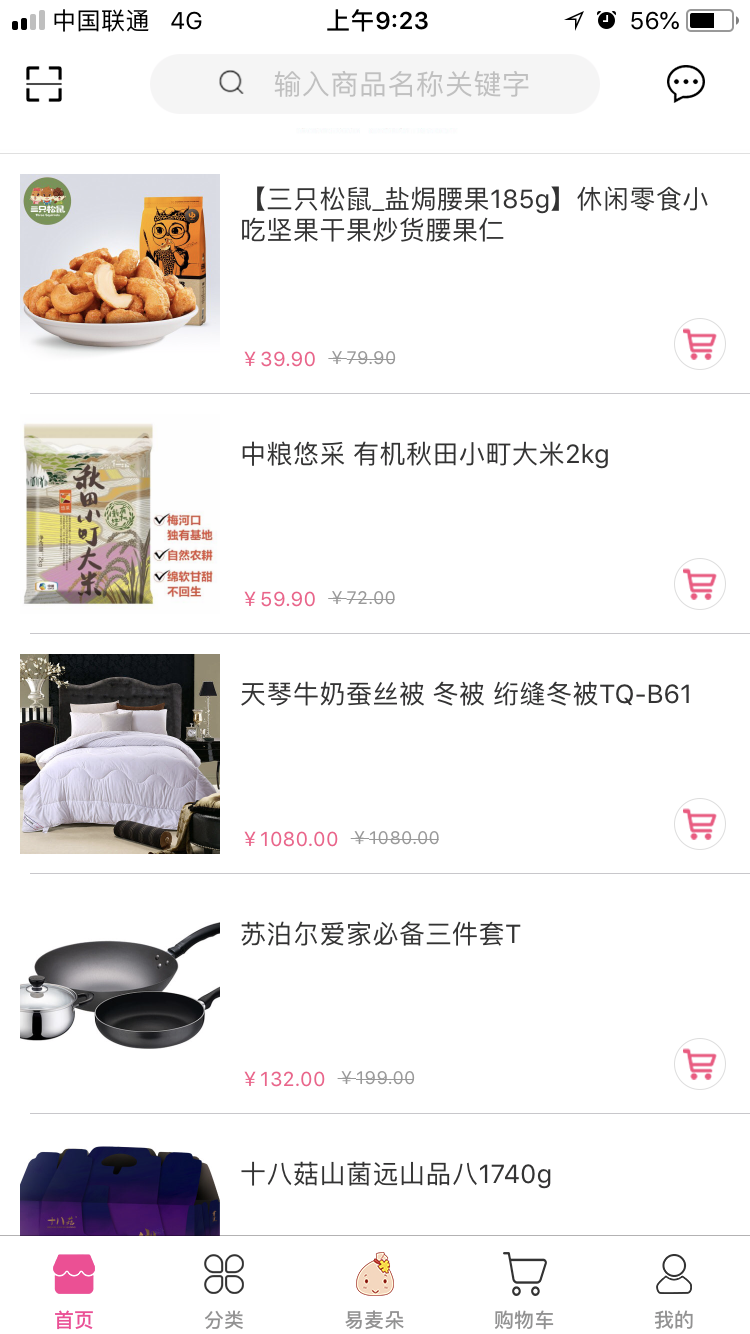 中国联通 4G 上午9:23 56%
输入商品名称关键字
三只松鼠
Three Squirrels
【三只松鼠_盐焗腰果185g】休闲零食小
吃坚果干果炒货腰果仁
￥39.90 ￥79.90
秋田小町大米
梅河口
独有基地
自然农耕
绵软甘甜
不回生
中粮悠采 有机秋田小町大米2kg
￥59.90 ￥72.00
天琴牛奶蚕丝被 冬被 绗缝冬被TQ-B61
￥1080.00 ￥1080.00
苏泊尔爱家必备三件套T
￥132.00 ￥199.00
十八菇
十八菇山菌远山品八1740g
首页 分类 易麦朵 购物车 我的